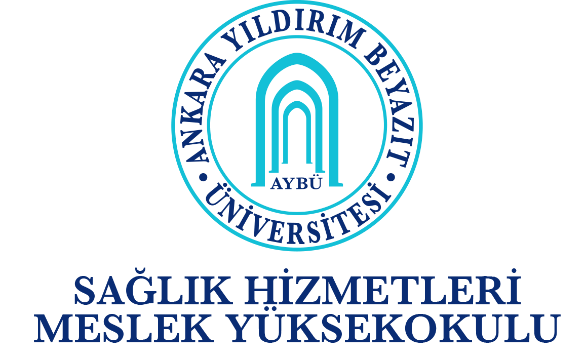 ANKARA YILDIRIM BEYAZIT
ÜNİVERSİTESİ
AYBÜ
SAĞLIK HİZMETLERİ
MESLEK YÜKSEKOKULU